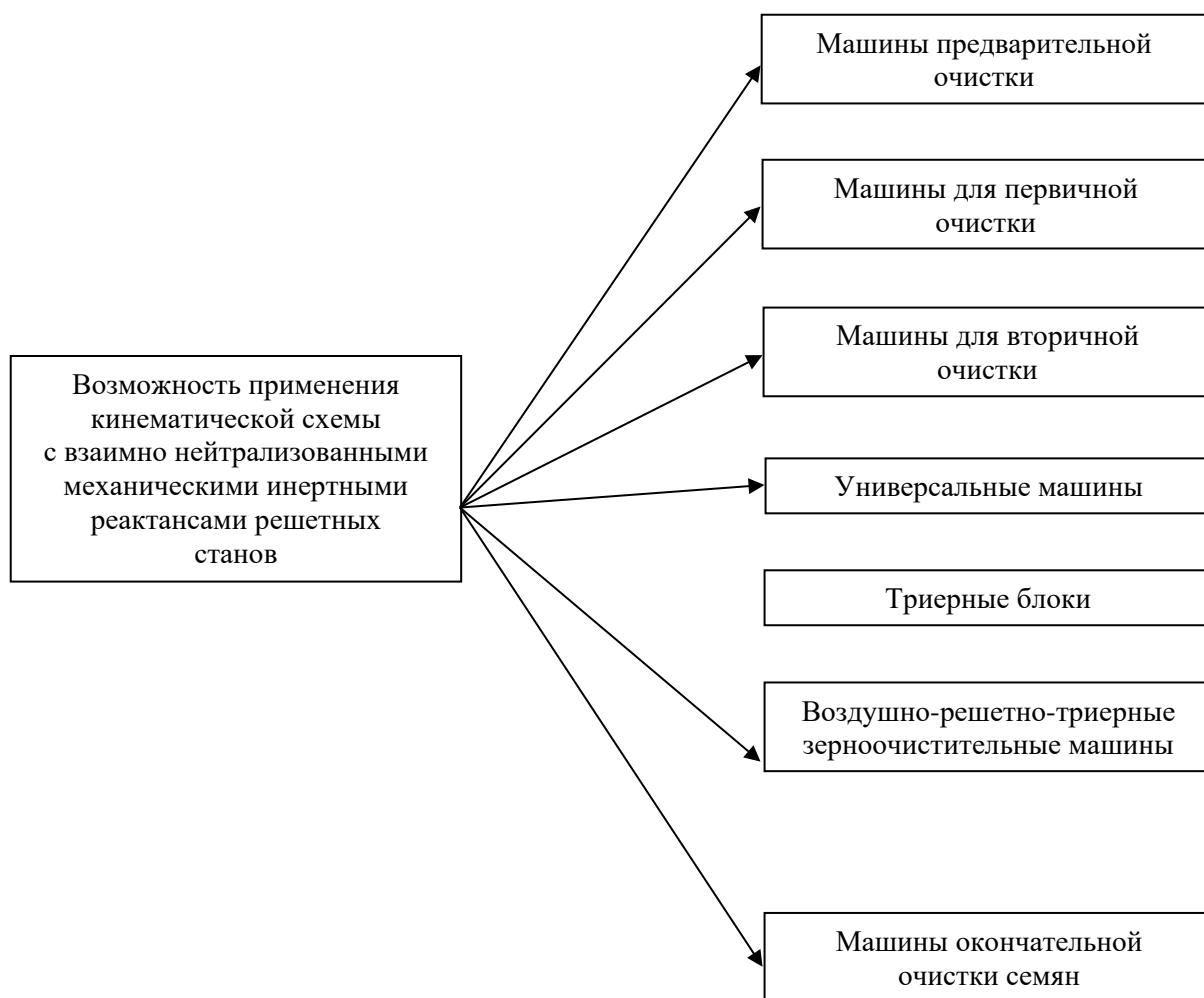 Машины предварительной
очистки
Машины для первичной
очистки
Машины для вторичной
очистки
Возможность применения
кинематической схемы
с взаимно нейтрализованными
механическими инертными
реактансами решетных
станов
Универсальные машины
Триерные блоки
Воздушно-решетно-триерные
зерноочистительные машины
Машины окончательной
очистки семян